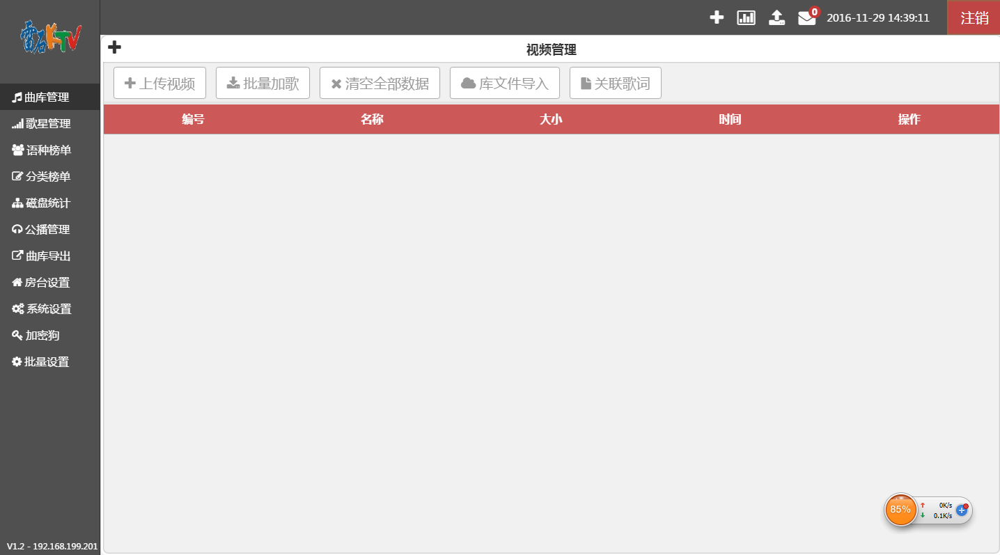 雷石KTV
0
2016-11-29 14:39:11
注销
曲库管理
歌星管理
语种榜单
分类榜单
磁盘统计
公播管理
曲库导出
房台设置
系统设置
加密狗
批量设置
V1.2 - 192.168.199.201
视频管理
上传视频 批量加歌 清空全部数据 库文件导入 关联歌词
编号 名称 大小 时间 操作
85%
0K/s
0.1K/s